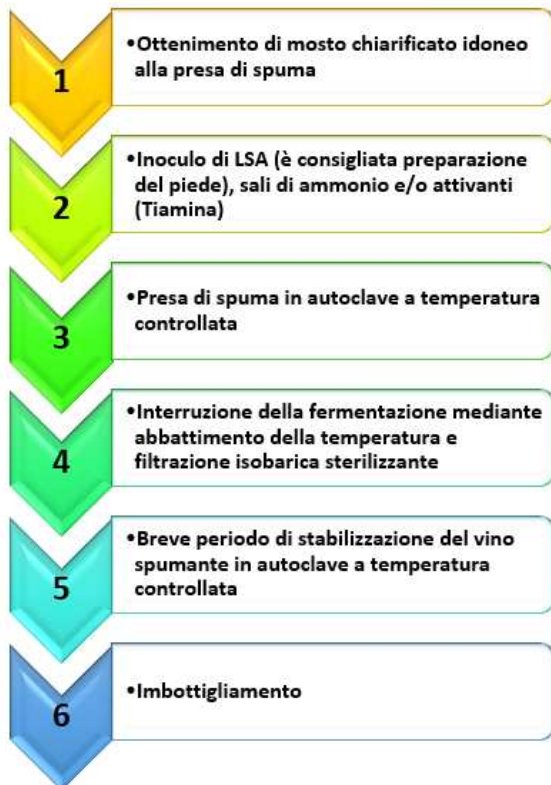 1
•Ottenimento di mosto chiarificato idoneo
alla presa di spuma
2
•Inoculo di LSA (è consigliata preparazione
del piede), sali di ammonio e/o attivanti
(Tiamina)
3
•Presa di spuma in autoclave a temperatura
controllata
4
•Interruzione della fermentazione mediante
abbattimento della temperatura e
filtrazione isobarica sterilizzante
5
•Breve periodo di stabilizzazione del vino
spumante in autoclave a temperatura
controllata
6
•Imbottigliamento